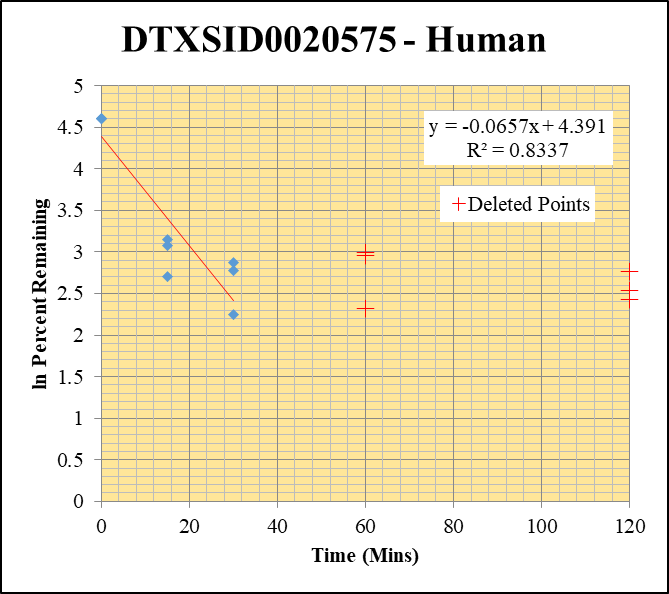 DTXSID0020575 - Human
y = -0.0657x + 4.391
R² = 0.8337
Deleted Points
ln Percent Remaining
5
4.5
4
3.5
3
2.5
2
1.5
1
0.5
0
0 20 40 60 80 100 120
Time (Mins)